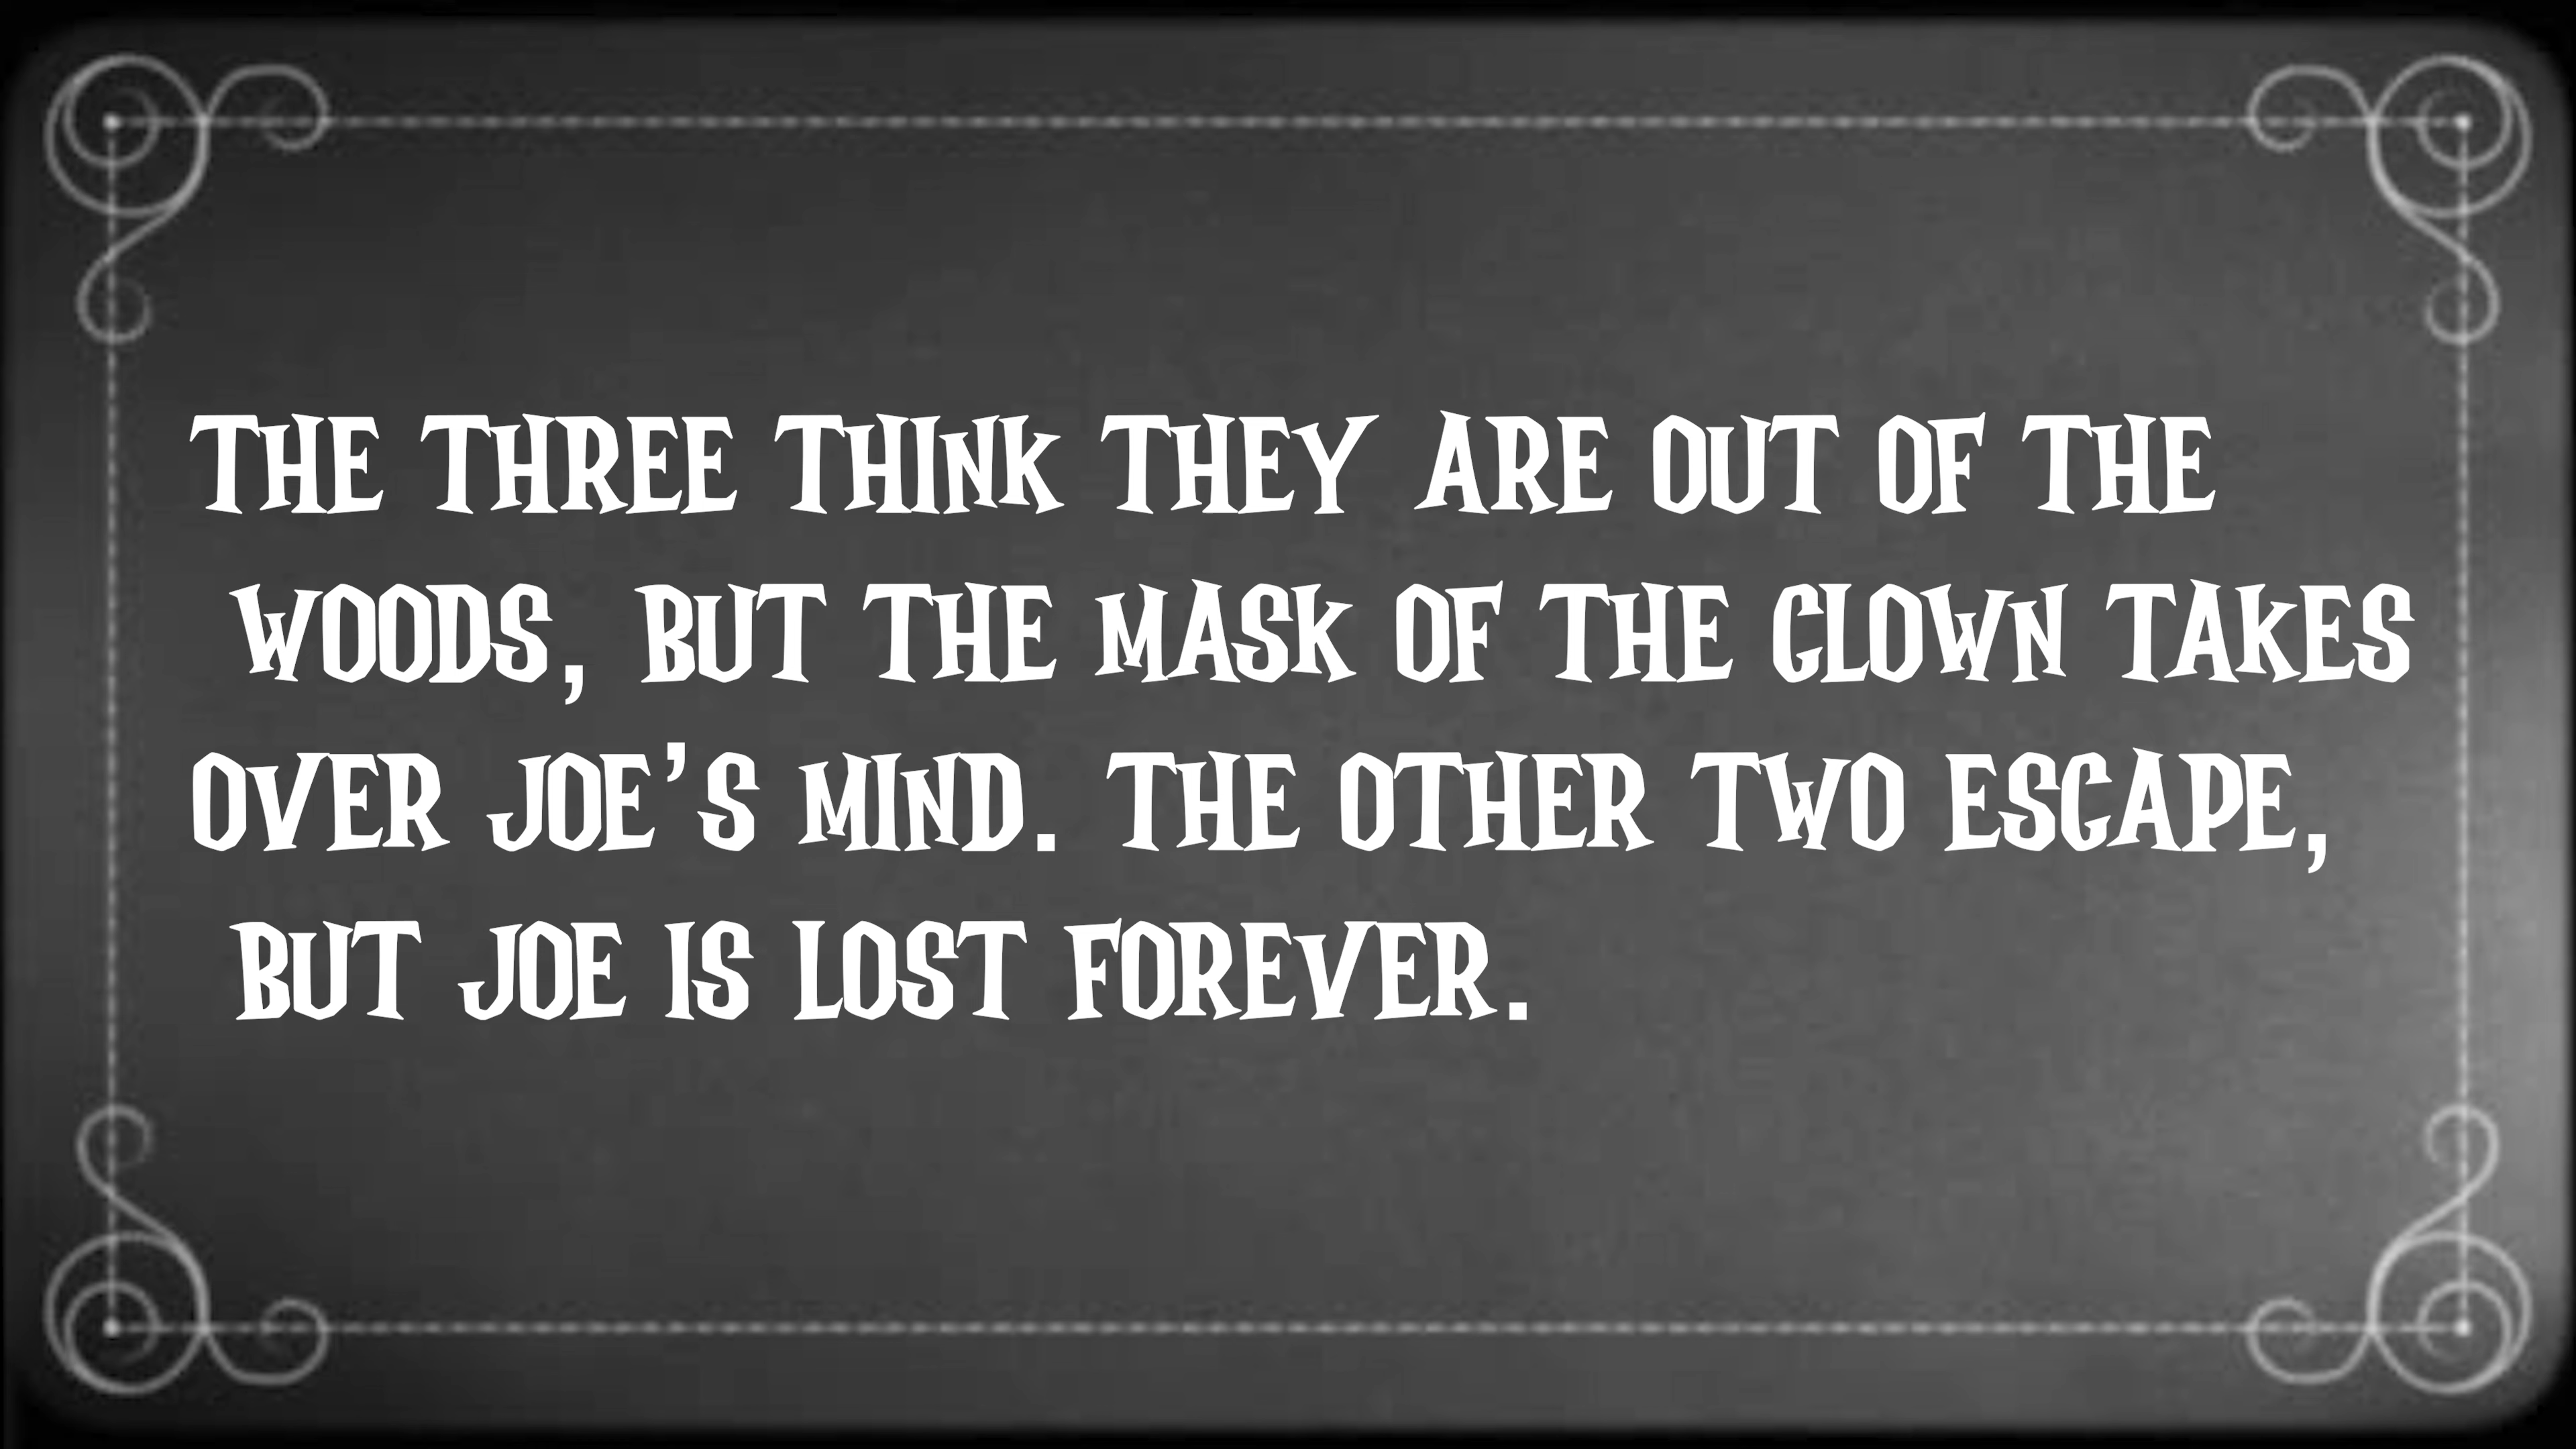 THE THREE THINK THEY ARE OUT OF THE
WOODS, BUT THE MASK OF THE CLOWN TAKES
OVER JOE'S MIND. THE OTHER TWO ESCAPE,
BUT JOE IS LOST FOREVER.